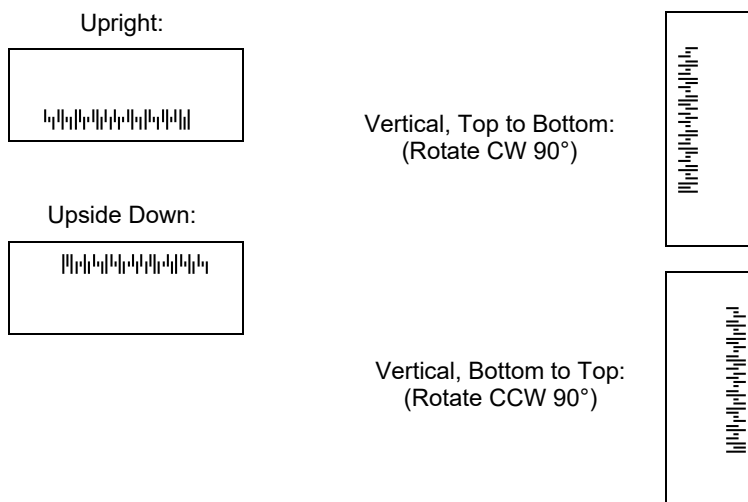 Upright:
Vertical, Top to Bottom:
(Rotate CW 90°)
Upside Down:
Vertical, Bottom to Top:
(Rotate CCW 90°)